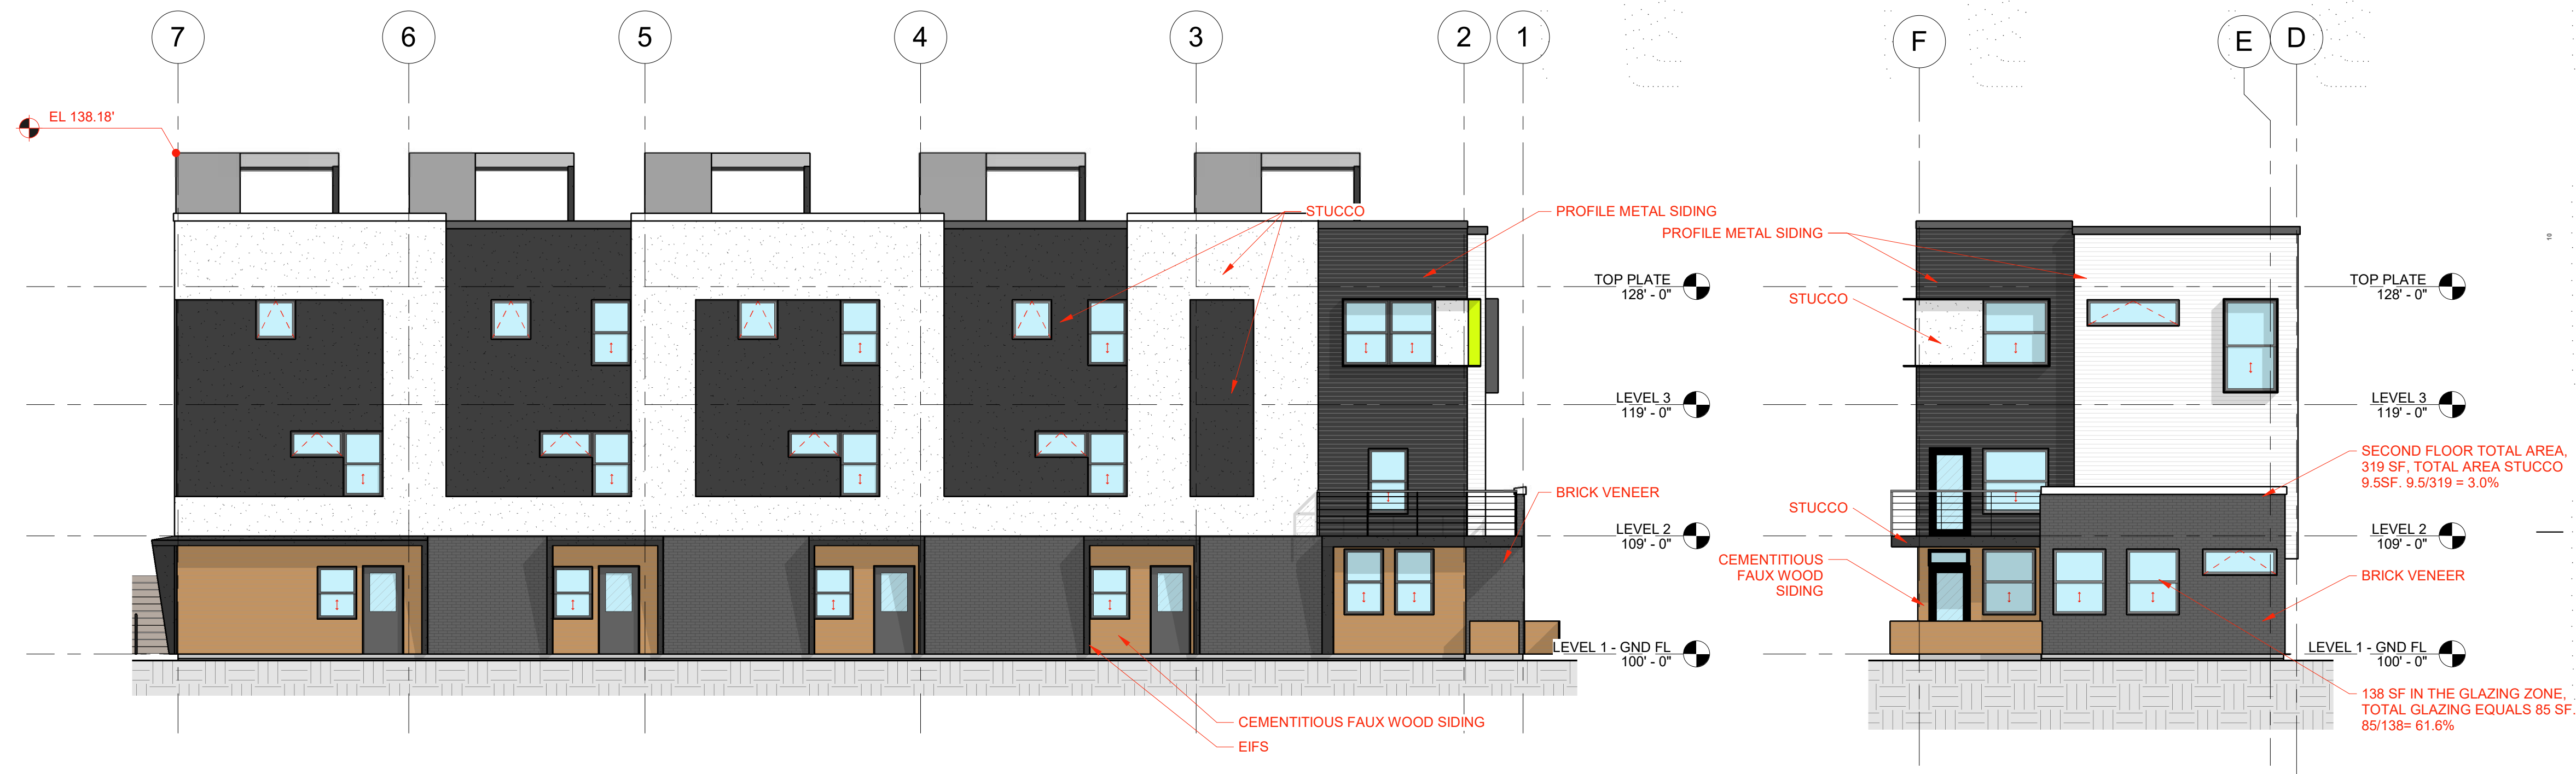 7
6
5
4
3
2
1
F
E
D
EL 138.18'
STUCCO
PROFILE METAL SIDING
TOP PLATE
128' - 0"
LEVEL 3
119' - 0"
BRICK VENEER
LEVEL 2
109' - 0"
LEVEL 1 - GND FL
100' - 0"
CEMENTITIOUS FAUX WOOD SIDING
EIFS
PROFILE METAL SIDING
STUCCO
STUCCO
CEMENTITIOUS
FAUX WOOD
SIDING
TOP PLATE
128' - 0"
LEVEL 3
119' - 0"
SECOND FLOOR TOTAL AREA,
319 SF, TOTAL AREA STUCCO
9.5SF. 9.5/319 = 3.0%
LEVEL 2
109' - 0"
BRICK VENEER
LEVEL 1 - GND FL
100' - 0"
138 SF IN THE GLAZING ZONE,
TOTAL GLAZING EQUALS 85 SF.
85/138= 61.6%
10